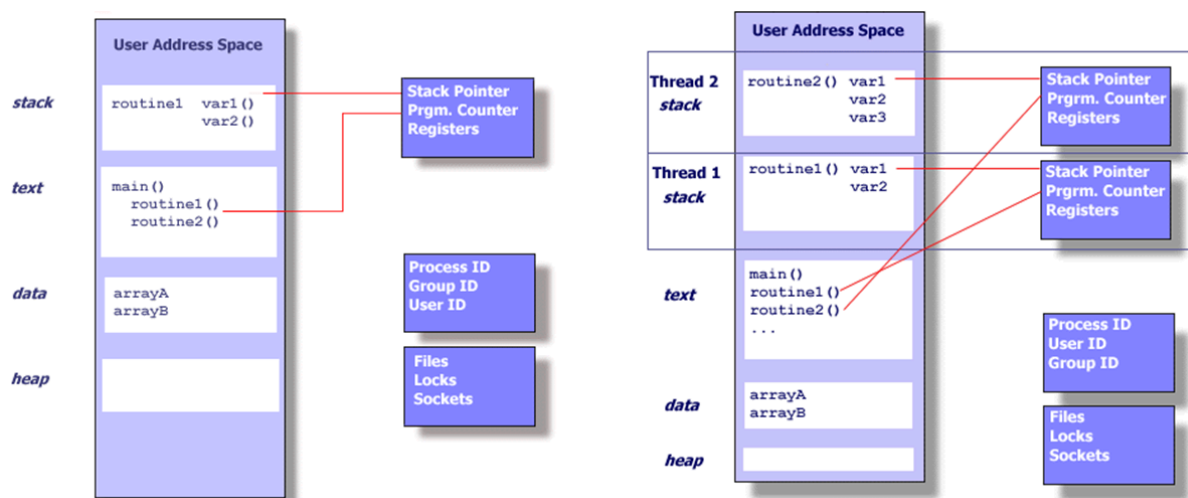 User Address Space
stack
routine1 var1()
var2()
Stack Pointer
Prgm. Counter
Registers
text
main()
routine1()
routine2()
data
arrayA
arrayB
Process ID
Group ID
User ID
heap
Files
Locks
Sockets
User Address Space
Thread 2
stack
routine2() var1
var2
var3
Stack Pointer
Prgrm. Counter
Registers
Thread 1
stack
routine1() var1
var2
Stack Pointer
Prgrm. Counter
Registers
text
main()
routine1()
routine2()
...
Process ID
User ID
Group ID
data
arrayA
arrayB
Files
Locks
Sockets
heap